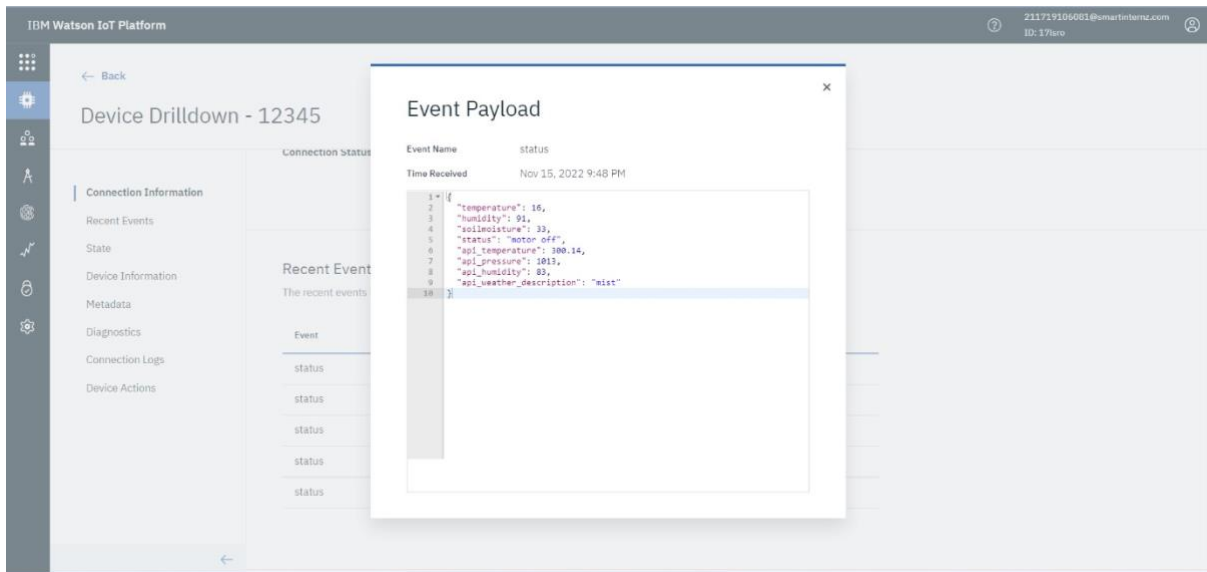 IBM Watson IoT Platform
211719106081@smartinternz.com
ID: 17isro
Back
Device Drilldown - 12345
Connection Status
Connection Information
Recent Events
State
Device Information
Metadata
Diagnostics
Connection Logs
Device Actions
Recent Event
The recent events
Event
status
status
status
status
status
Event Payload
Event Name status
Time Received Nov 15, 2022 9:48 PM
1 {
2 "temperature": 16,
3 "humidity": 91,
4 "soilmoisture": 33,
5 "status": "motor off",
6 "api_temperature": 300.14,
7 "api_pressure": 1013,
8 "api_humidity": 83,
9 "api_weather_description": "mist"
10 }